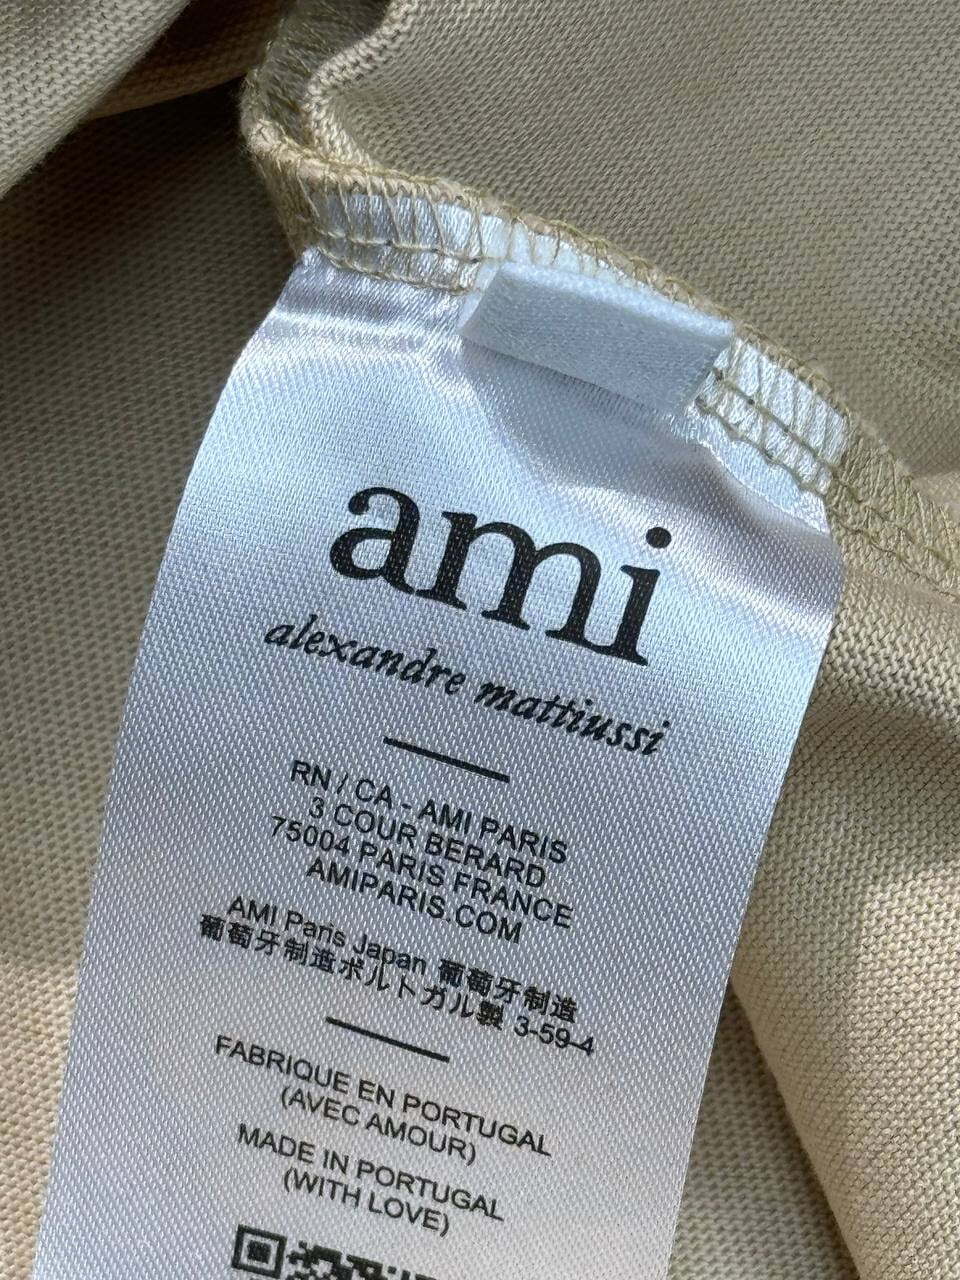 ami
alexandre mattiussi
RN / CA - AMI PARIS
3 COUR BERARD
75004 PARIS FRANCE
AMIPARIS.COM
AMI Paris Japan 葡萄牙制造
葡萄牙制造ポルトガル製 3-59-4
FABRIQUE EN PORTUGAL
(AVEC AMOUR)
MADE IN PORTUGAL
(WITH LOVE)